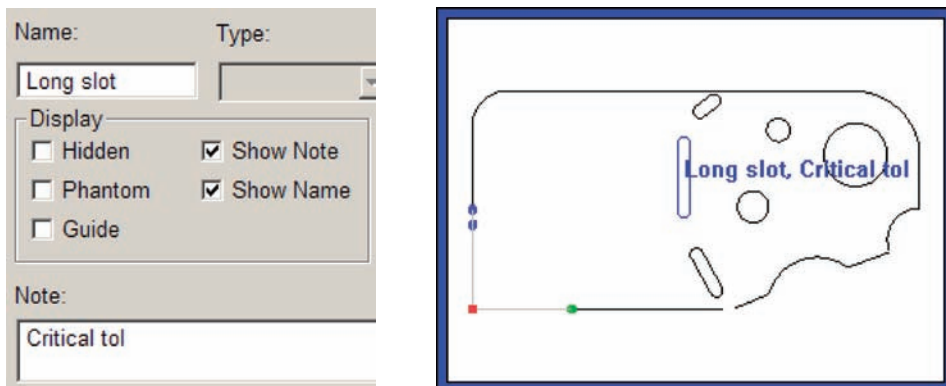 Name:
Type:
Long slot
Display
Hidden
Show Note
Phantom
Show Name
Guide
Note:
Critical tol
Long slot, Critical tol